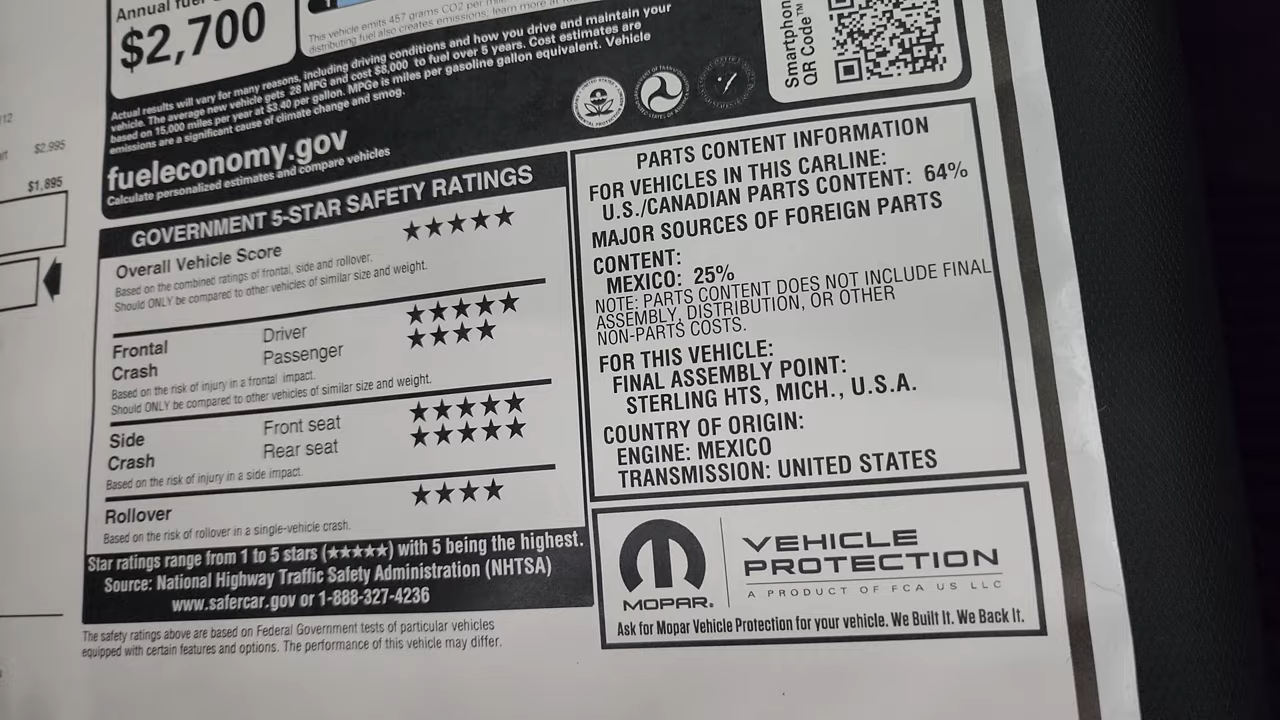 Annual fuel
$2,700
This vehicle emits 457 grams CO2 per
distributing fuel also creates emissions; learn more at
Actual results will vary for many reasons, including driving conditions and how you drive and maintain your
vehicle. The average new vehicle gets 28 MPG and cost $8,000 to fuel over 5 years. Cost estimates are
based on 15,000 miles per year at $3.40 per gallon. MPGe is miles per gasoline gallon equivalent. Vehicle
emissions are a significant cause of climate change and smog.
fueleconomy.gov
Calculate personalized estimates and compare vehicles
Smartphon
QR Code™
$2,995
$1,895
GOVERNMENT 5-STAR SAFETY RATINGS
Overall Vehicle Score ★★★★★
Based on the combined ratings of frontal, side and rollover.
Should ONLY be compared to other vehicles of similar size and weight.
Frontal Driver ★★★★★
Crash Passenger ★★★★
Based on the risk of injury in a frontal impact.
Should ONLY be compared to other vehicles of similar size and weight.
Side Front seat ★★★★★
Crash Rear seat ★★★★★
Based on the risk of injury in a side impact.
Rollover ★★★★
Based on the risk of rollover in a single-vehicle crash.
Star ratings range from 1 to 5 stars (★★★★★) with 5 being the highest.
Source: National Highway Traffic Safety Administration (NHTSA)
www.safercar.gov or 1-888-327-4236
The safety ratings above are based on Federal Government tests of particular vehicles
equipped with certain features and options. The performance of this vehicle may differ.
PARTS CONTENT INFORMATION
FOR VEHICLES IN THIS CARLINE:
U.S./CANADIAN PARTS CONTENT: 64%
MAJOR SOURCES OF FOREIGN PARTS
CONTENT:
MEXICO: 25%
NOTE: PARTS CONTENT DOES NOT INCLUDE FINAL
ASSEMBLY, DISTRIBUTION, OR OTHER
NON-PARTS COSTS.
FOR THIS VEHICLE:
FINAL ASSEMBLY POINT:
STERLING HTS, MICH., U.S.A.
COUNTRY OF ORIGIN:
ENGINE: MEXICO
TRANSMISSION: UNITED STATES
MOPAR®
VEHICLE
PROTECTION
A PRODUCT OF FCA US LLC
Ask for Mopar Vehicle Protection for your vehicle. We Built It. We Back It.